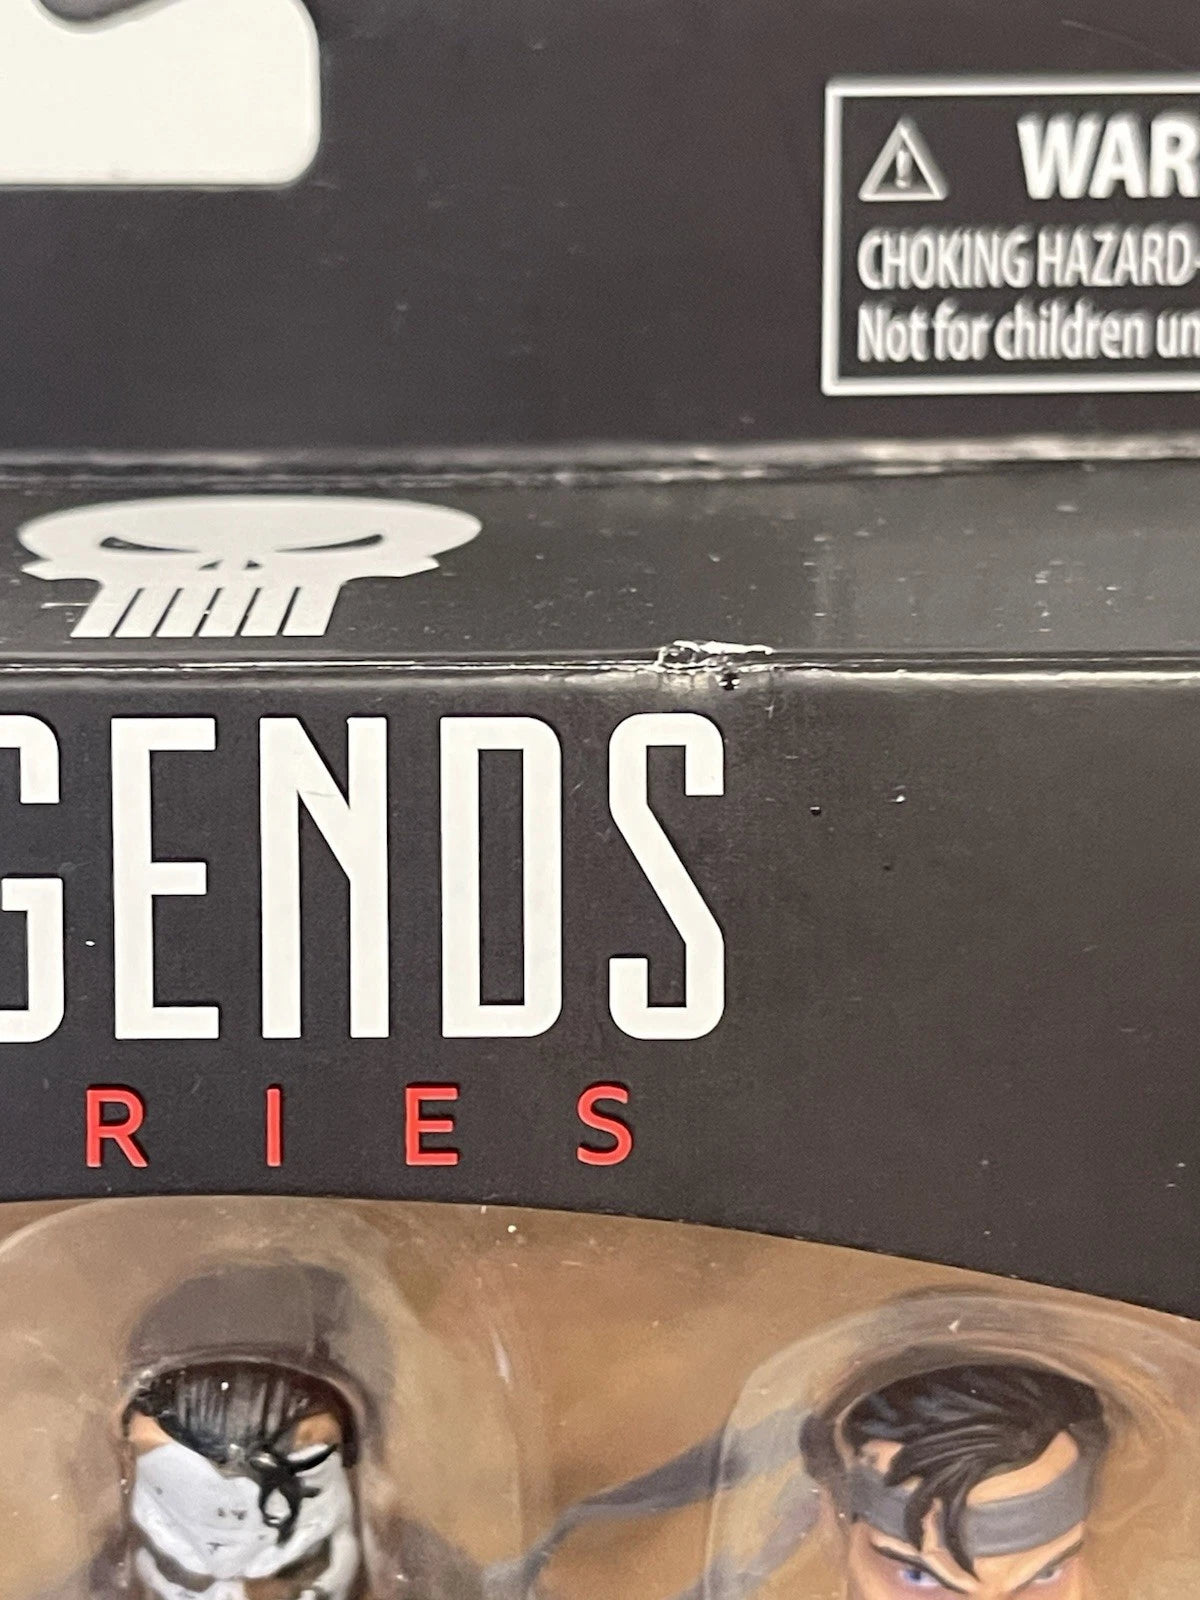 WAR
CHOKING HAZARD-
Not for children un
GENDS
RIES